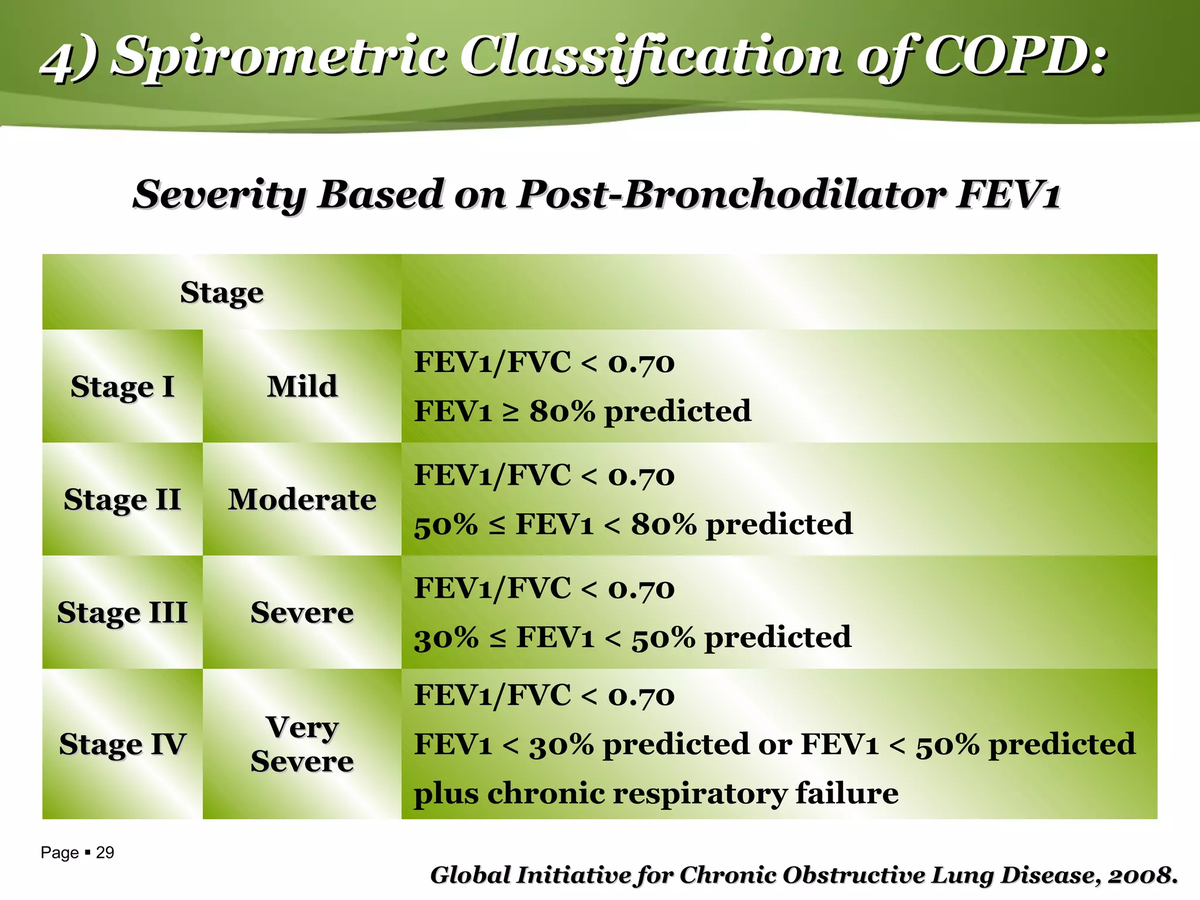 4) Spirometric Classification of COPD:
Severity Based on Post-Bronchodilator FEV1
Stage
Stage I
Mild
FEV1/FVC < 0.70
FEV1 ≥ 80% predicted
Stage II
Moderate
FEV1/FVC < 0.70
50% ≤ FEV1 < 80% predicted
Stage III
Severe
FEV1/FVC < 0.70
30% ≤ FEV1 < 50% predicted
Stage IV
Very
Severe
FEV1/FVC < 0.70
FEV1 < 30% predicted or FEV1 < 50% predicted
plus chronic respiratory failure
Page ▪ 29
Global Initiative for Chronic Obstructive Lung Disease, 2008.